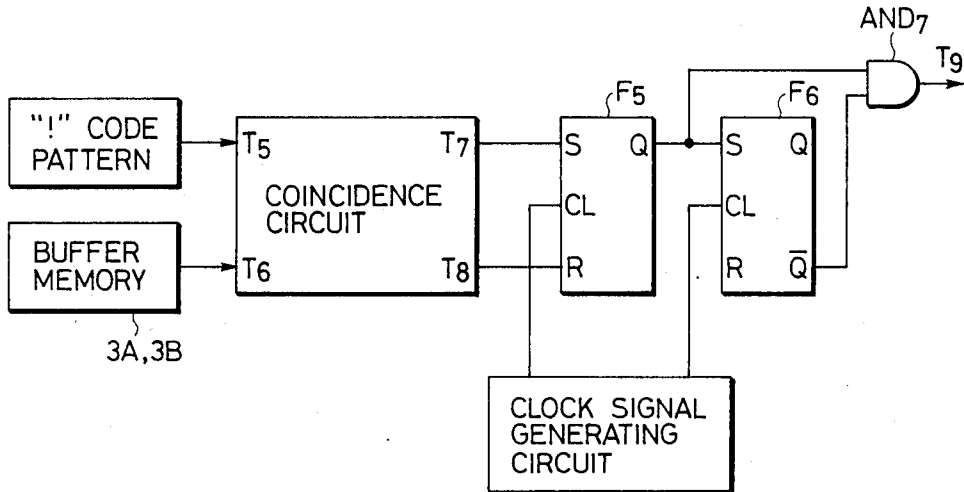 AND7
T9
F5
F6
"!" CODE
PATTERN
T5
T7
S
Q
S
Q
COINCIDENCE
CIRCUIT
CL
CL
BUFFER
MEMORY
T6
T8
R
R
Q̅
3A,3B
CLOCK SIGNAL
GENERATING
CIRCUIT